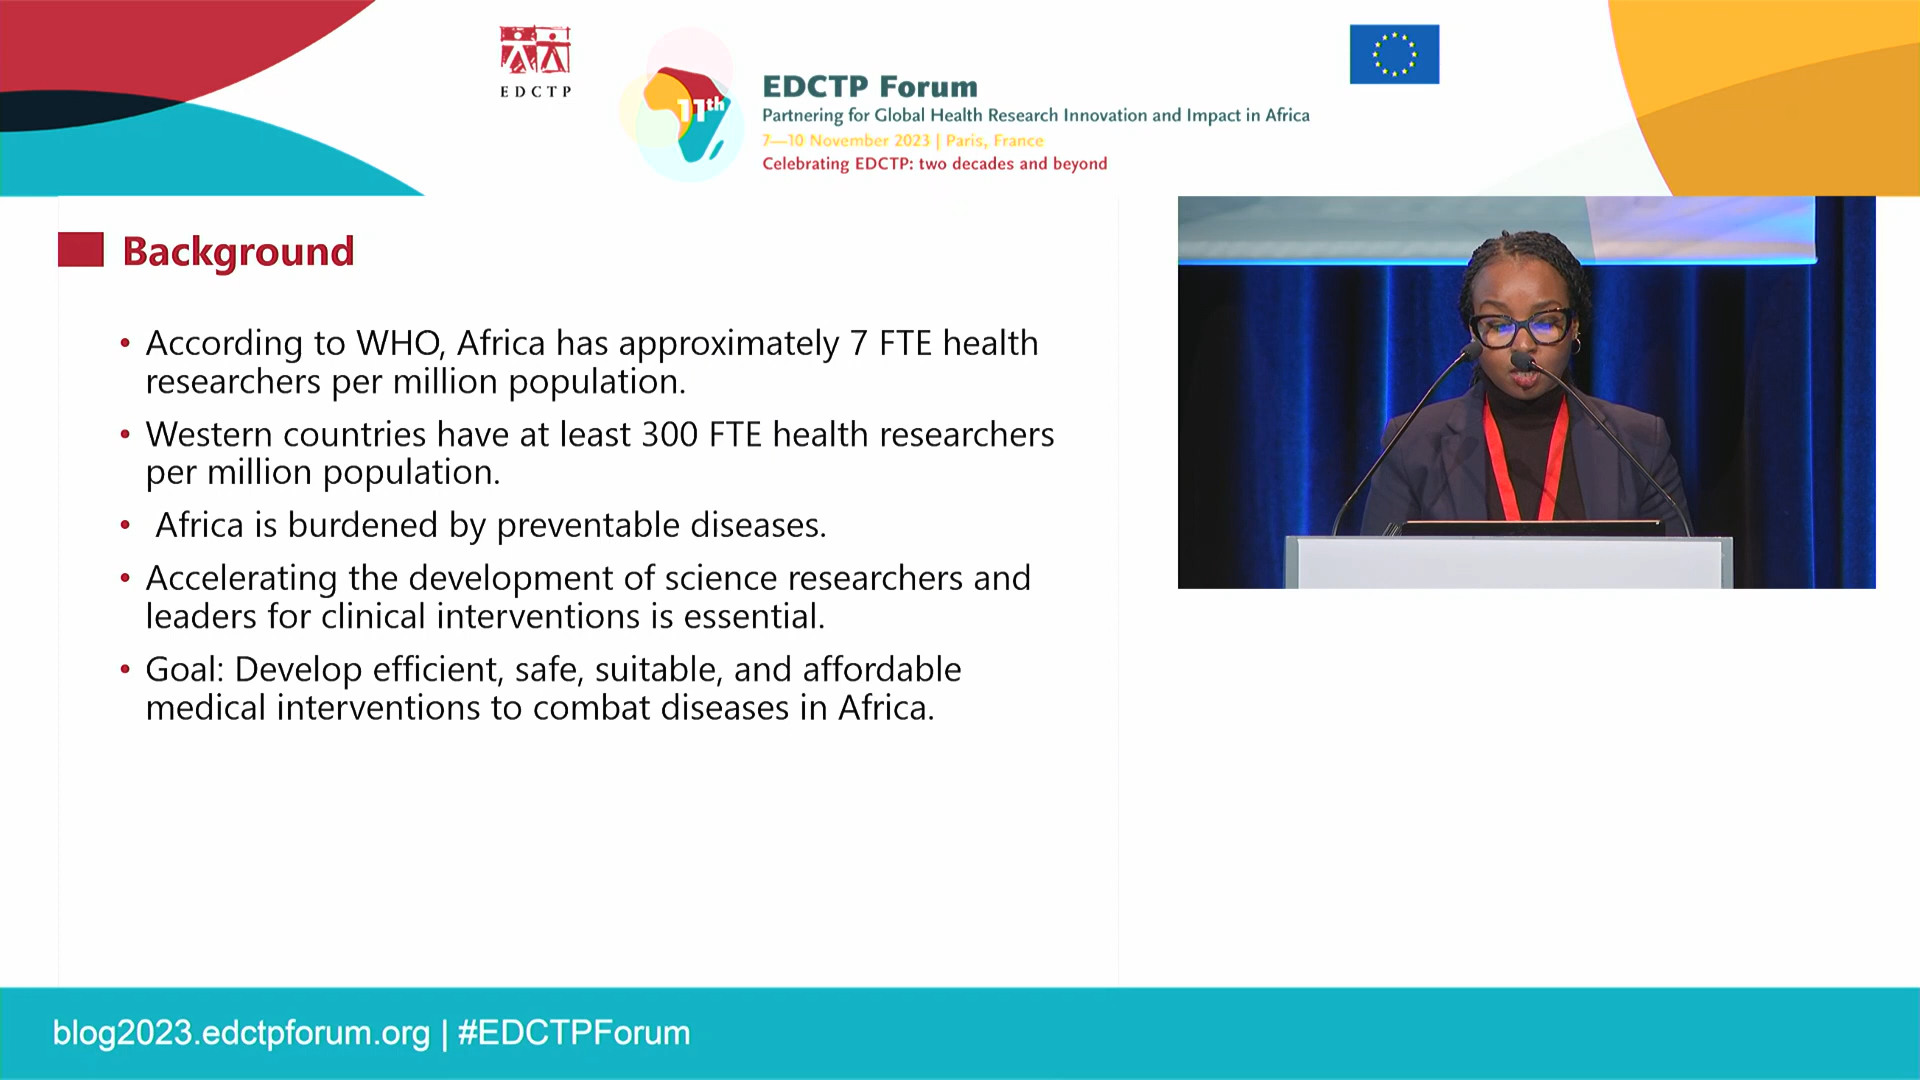 EDCTP
11th
EDCTP Forum
Partnering for Global Health Research Innovation and Impact in Africa
7—10 November 2023 | Paris, France
Celebrating EDCTP: two decades and beyond
Background
• According to WHO, Africa has approximately 7 FTE health
researchers per million population.
• Western countries have at least 300 FTE health researchers
per million population.
• Africa is burdened by preventable diseases.
• Accelerating the development of science researchers and
leaders for clinical interventions is essential.
• Goal: Develop efficient, safe, suitable, and affordable
medical interventions to combat diseases in Africa.
blog2023.edctpforum.org | #EDCTPForum